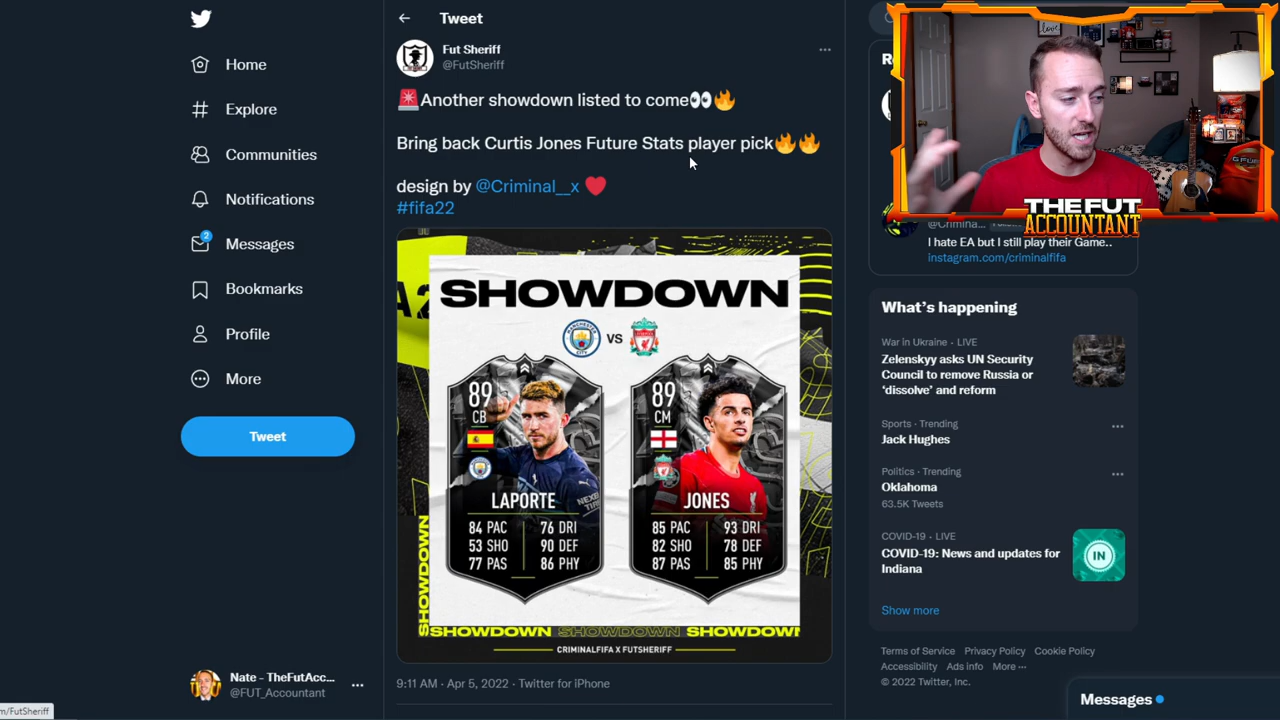 Home
Explore
Communities
Notifications
2
Messages
Bookmarks
Profile
More
Tweet
Nate - TheFutAcc...
@FUT_Accountant
m/FutSheriff
Tweet
Fut Sheriff
@FutSheriff
🚨Another showdown listed to come👀🔥
Bring back Curtis Jones Future Stats player pick🔥🔥
design by @Criminal__x ❤️
#fifa22
SHOWDOWN
VS
89
CB
LAPORTE
84 PAC 76 DRI
53 SHO 90 DEF
77 PAS 86 PHY
89
CM
JONES
85 PAC 93 DRI
82 SHO 78 DEF
87 PAS 85 PHY
SHOWDOWN
SHOWDOWN SHOWDOWN SHOWDOWN
CRIMINALFIFA X FUTSHERIFF
9:11 AM · Apr 5, 2022 · Twitter for iPhone
THE FUT
ACCOUNTANT
@Crimina...
I hate EA but I still play their Game..
instagram.com/criminalfifa
What's happening
War in Ukraine · LIVE
Zelenskyy asks UN Security
Council to remove Russia or
'dissolve' and reform
Sports · Trending
Jack Hughes
Politics · Trending
Oklahoma
63.5K Tweets
COVID-19 · LIVE
COVID-19: News and updates for
Indiana
IN
Show more
Terms of Service Privacy Policy Cookie Policy
Accessibility Ads info More ···
© 2022 Twitter, Inc.
Messages